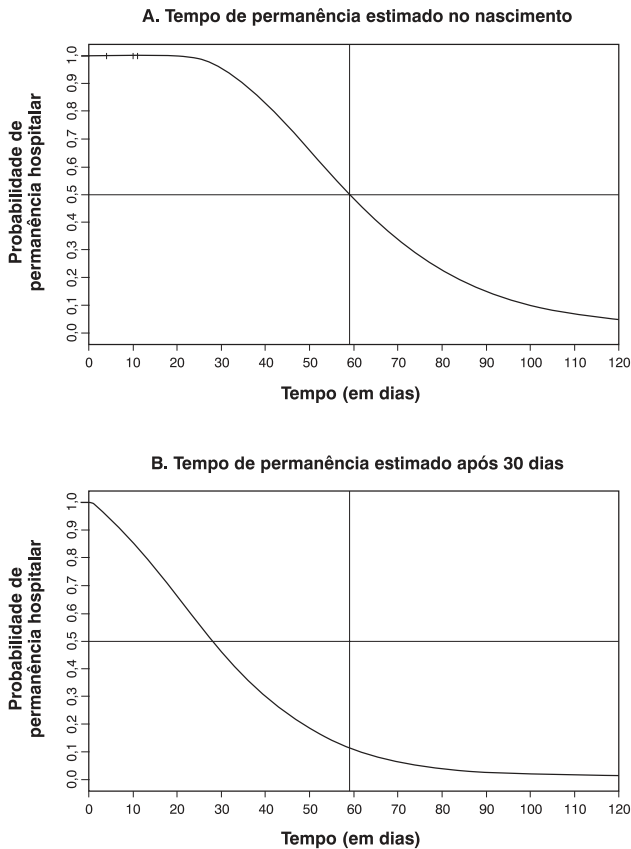 A. Tempo de permanência estimado no nascimento
Probabilidade de
permanência hospitalar
1,0
0,9
0,8
0,7
0,6
0,5
0,4
0,3
0,2
0,1
0,0
0 10 20 30 40 50 60 70 80 90 100 110 120
Tempo (em dias)
B. Tempo de permanência estimado após 30 dias
Probabilidade de
permanência hospitalar
1,0
0,9
0,8
0,7
0,6
0,5
0,4
0,3
0,2
0,1
0,0
0 10 20 30 40 50 60 70 80 90 100 110 120
Tempo (em dias)